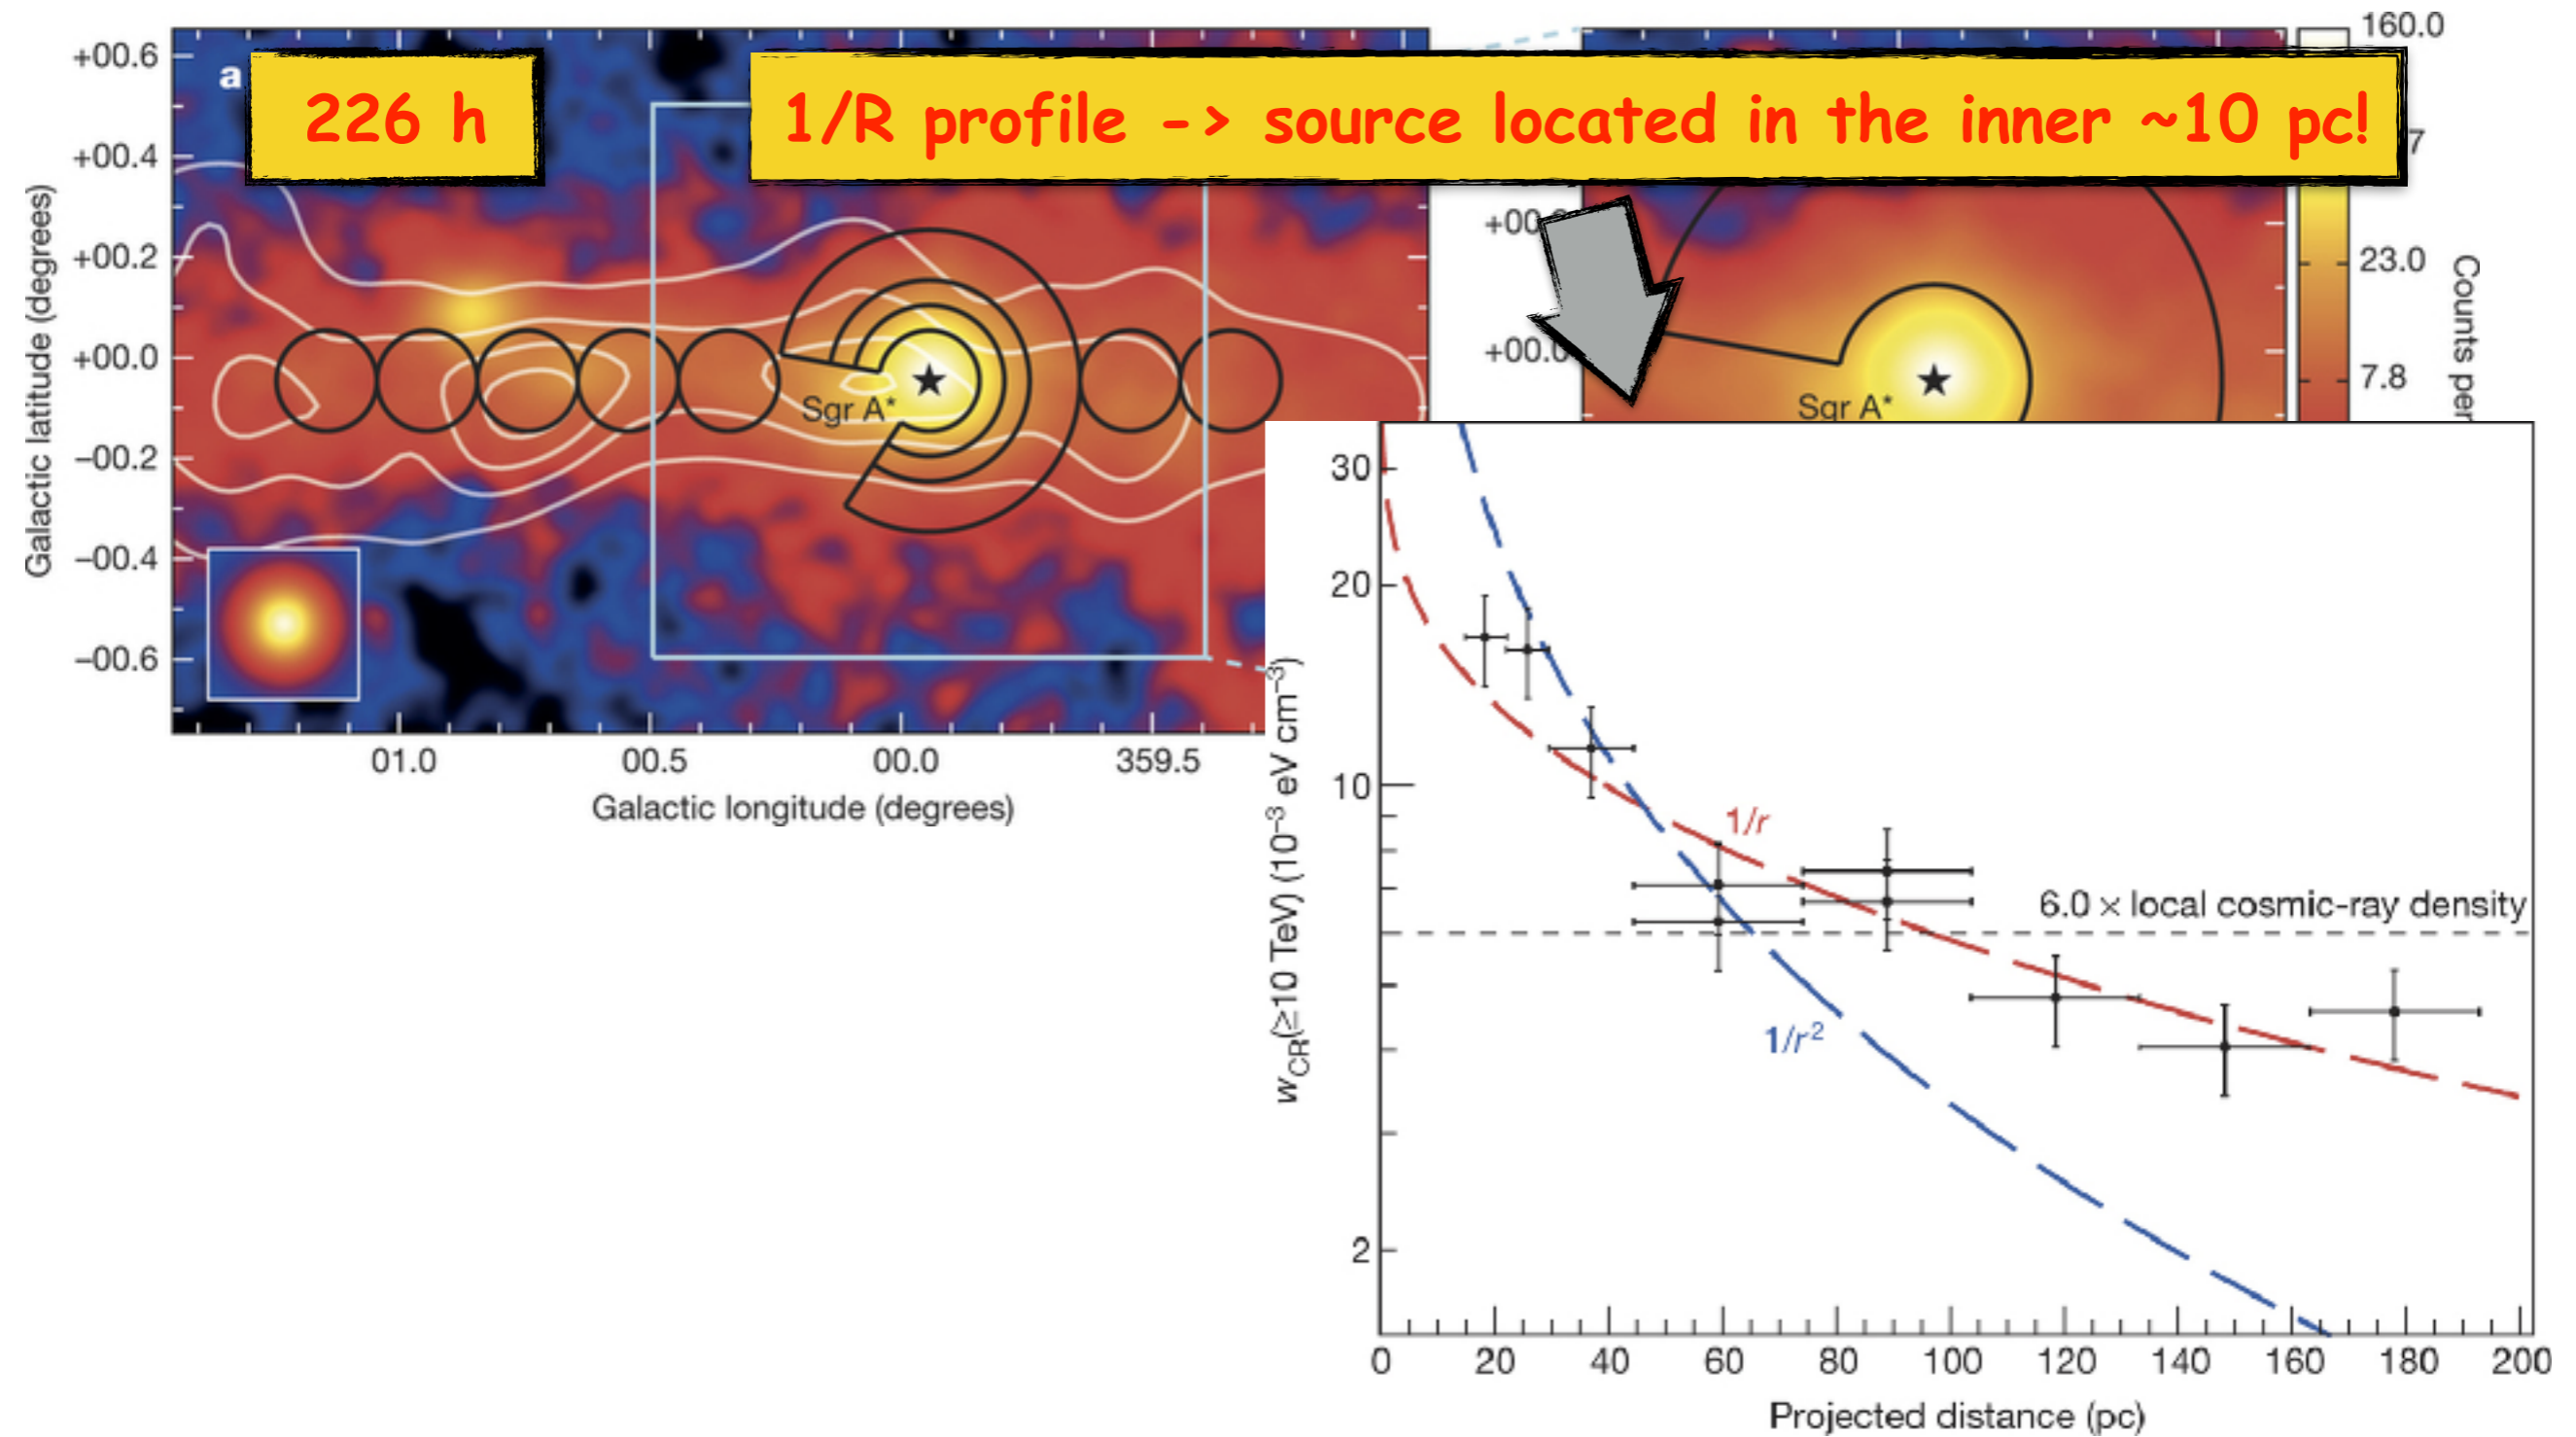 226 h
1/R profile -> source located in the inner ~10 pc!
a
Galactic latitude (degrees)
+00.6
+00.4
+00.2
+00.0
−00.2
−00.4
−00.6
Sgr A*
01.0
00.5
00.0
359.5
Galactic longitude (degrees)
+00.0
Sgr A*
160.0
7
23.0
7.8
Counts per
w_CR(≥10 TeV) (10⁻³ eV cm⁻³)
30
20
10
2
1/r
1/r²
6.0 × local cosmic-ray density
0
20
40
60
80
100
120
140
160
180
200
Projected distance (pc)